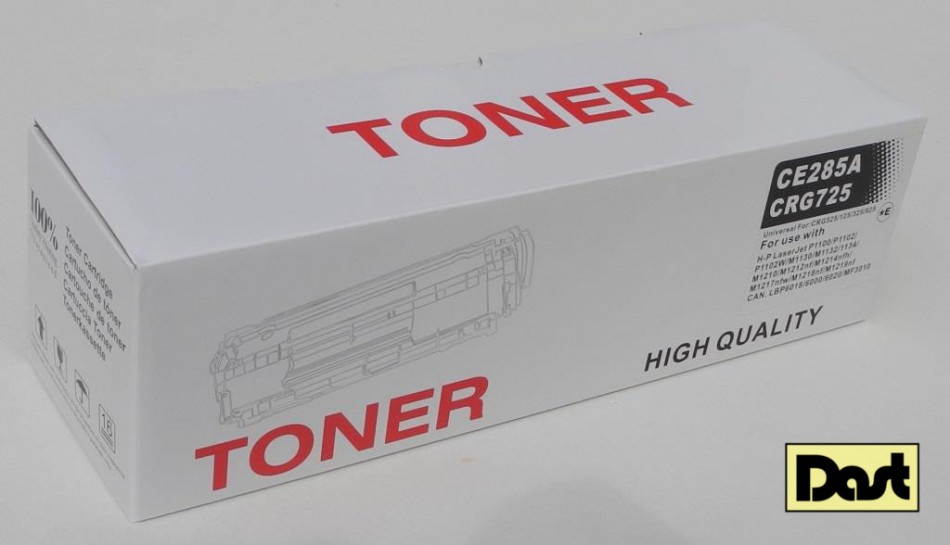 TONER
100%
Toner Cartridge
Cartucho de toner
Cartouche de toner
Cartuccia Toner
Tonerkassette
16
TONER
CE285A
CRG725
Universal For:CRG525/125/325/925
*E
For use with
H-P LaserJet P1100/P1102/
P1102W/M1130/M1132/1134/
M1210/M1212nf/M1214nfh/
M1217nfw/M1218nf/M1219nf
CAN. LBP6018/6000/6020/MF3010
HIGH QUALITY
Dast